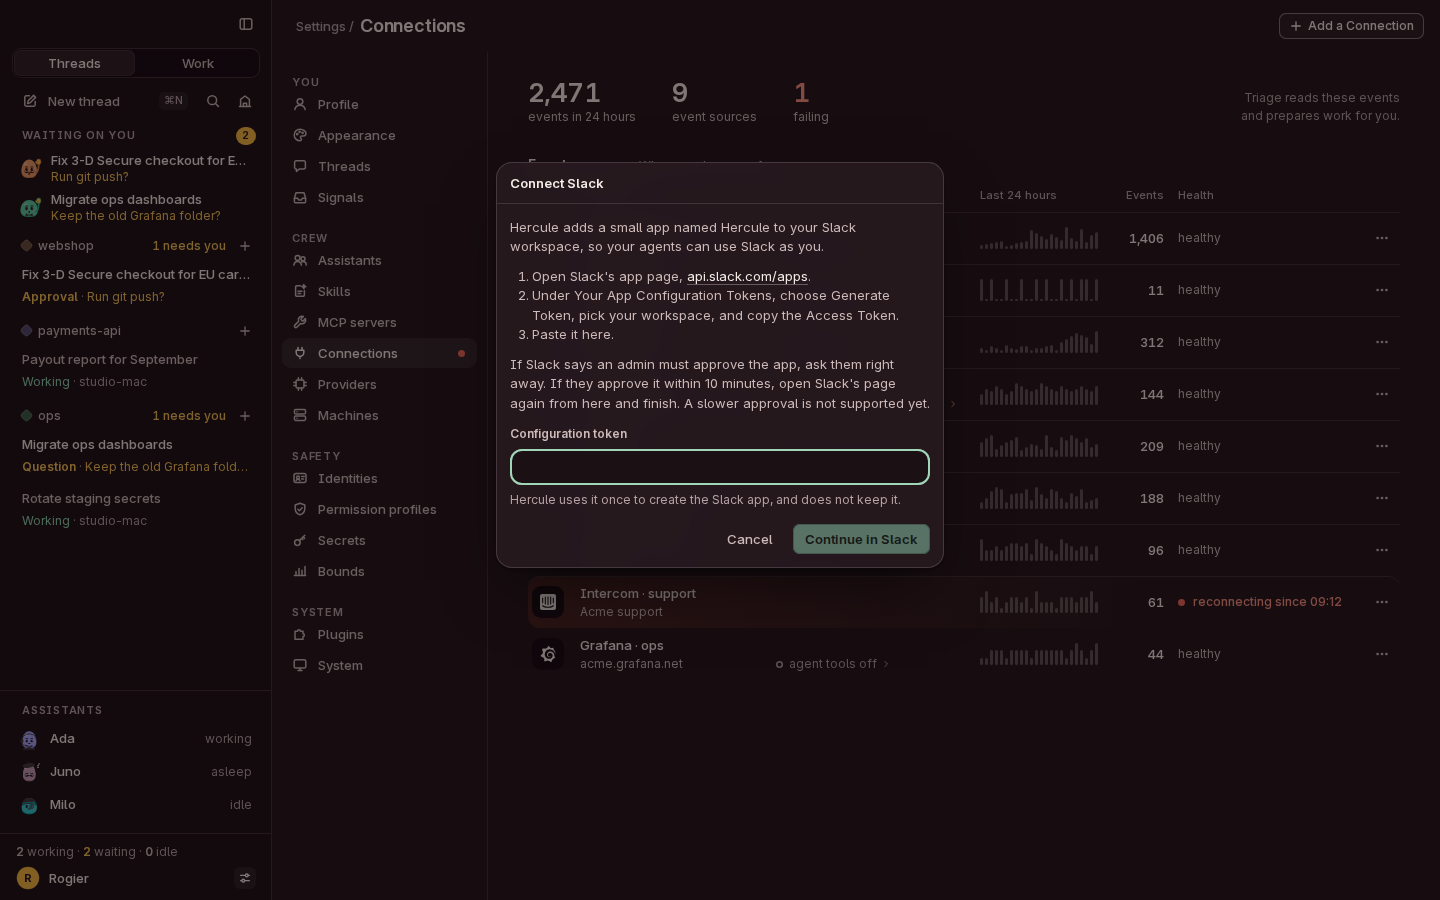 Threads
Work
New thread
⌘N
WAITING ON YOU
2
Fix 3-D Secure checkout for E…
Run git push?
Migrate ops dashboards
Keep the old Grafana folder?
webshop
1 needs you
Fix 3-D Secure checkout for EU car…
Approval · Run git push?
payments-api
Payout report for September
Working · studio-mac
ops
1 needs you
Migrate ops dashboards
Question · Keep the old Grafana fold…
Rotate staging secrets
Working · studio-mac
ASSISTANTS
Ada
working
Juno
asleep
Milo
idle
2 working · 2 waiting · 0 idle
R
Rogier
Settings / Connections
Add a Connection
YOU
Profile
Appearance
Threads
Signals
CREW
Assistants
Skills
MCP servers
Connections
Providers
Machines
SAFETY
Identities
Permission profiles
Secrets
Bounds
SYSTEM
Plugins
System
2,471
events in 24 hours
9
event sources
1
failing
Triage reads these events
and prepares work for you.
Last 24 hours
Events
Health
1,406
healthy
11
healthy
312
healthy
144
healthy
209
healthy
188
healthy
96
healthy
Intercom · support
Acme support
61
reconnecting since 09:12
Grafana · ops
acme.grafana.net
agent tools off
44
healthy
Connect Slack
Hercule adds a small app named Hercule to your Slack
workspace, so your agents can use Slack as you.
1. Open Slack's app page, api.slack.com/apps.
2. Under Your App Configuration Tokens, choose Generate
Token, pick your workspace, and copy the Access Token.
3. Paste it here.
If Slack says an admin must approve the app, ask them right
away. If they approve it within 10 minutes, open Slack's page
again from here and finish. A slower approval is not supported yet.
Configuration token
Hercule uses it once to create the Slack app, and does not keep it.
Cancel
Continue in Slack